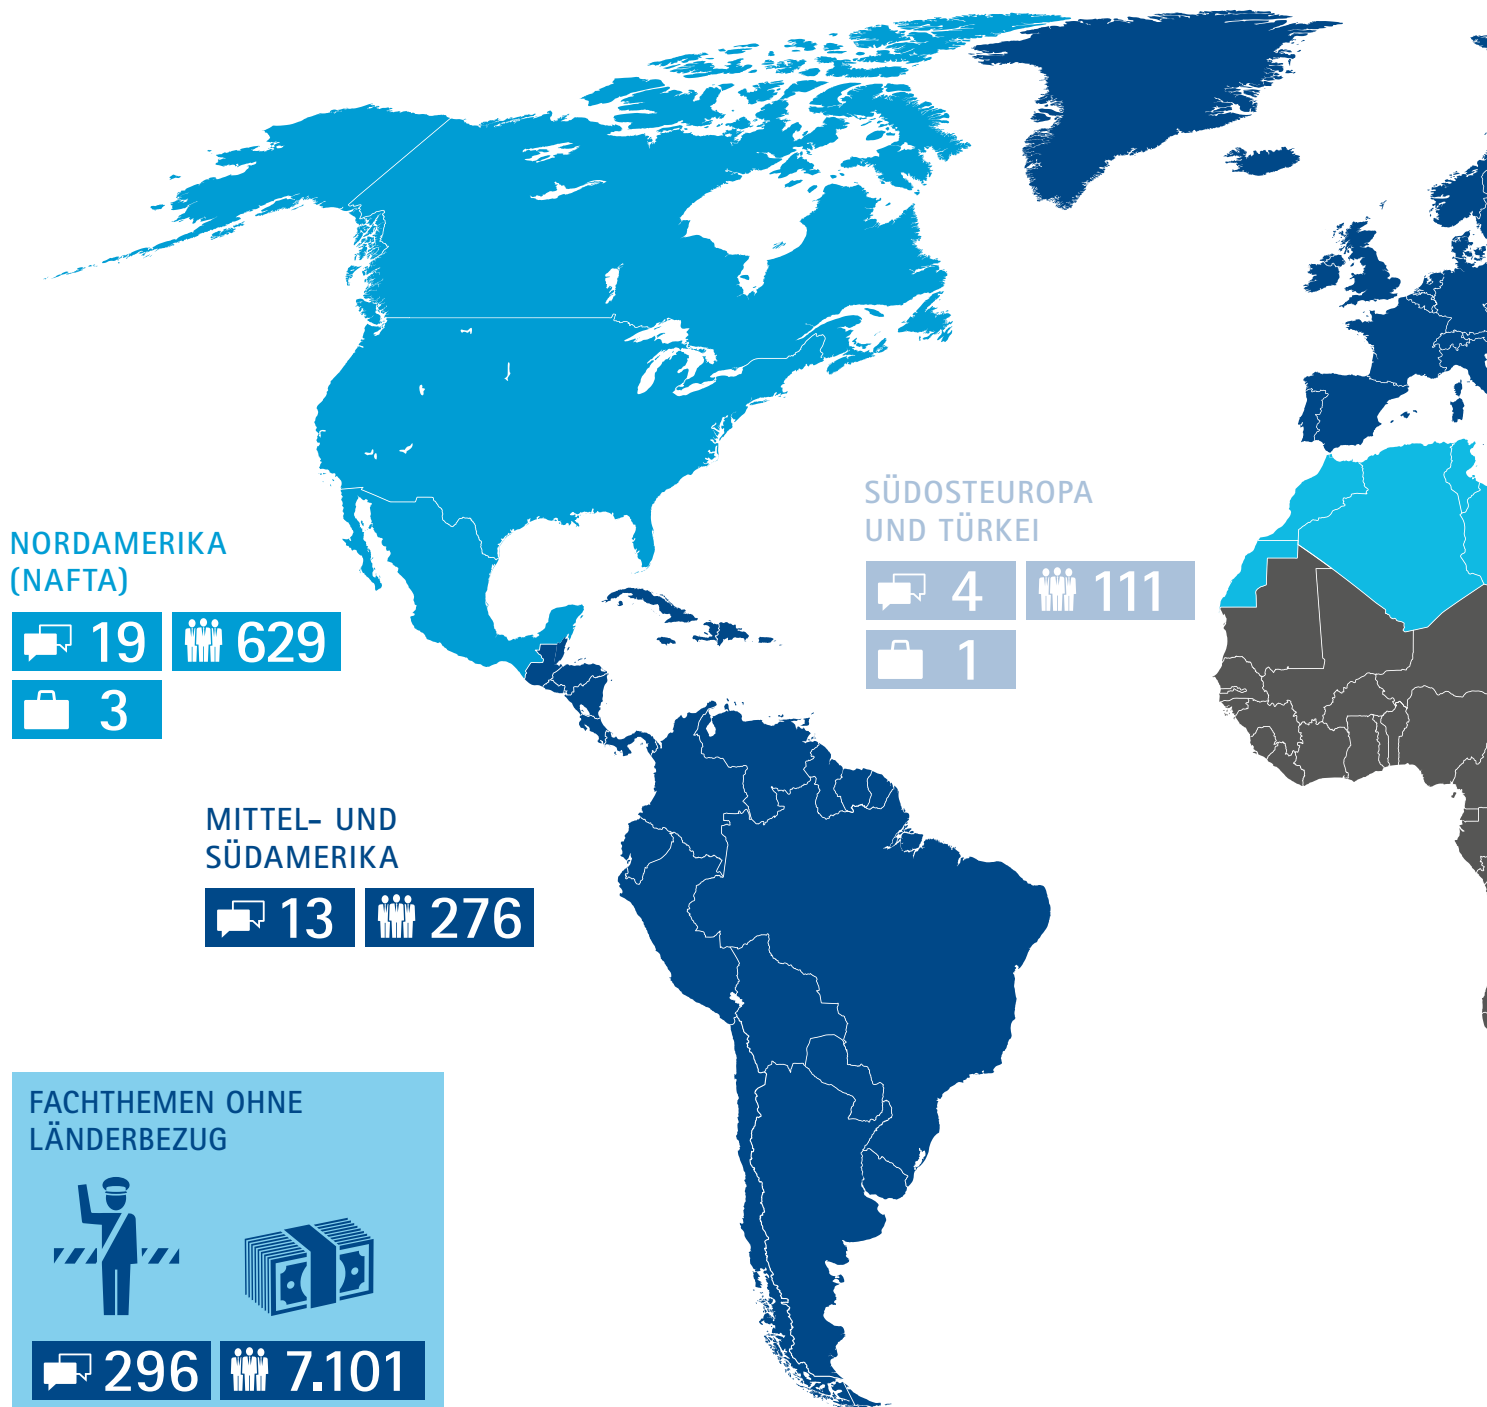 NORDAMERIKA
(NAFTA)
19 629
3
SÜDOSTEUROPA
UND TÜRKEI
4 111
1
MITTEL- UND
SÜDAMERIKA
13 276
FACHTHEMEN OHNE
LÄNDERBEZUG
296 7.101